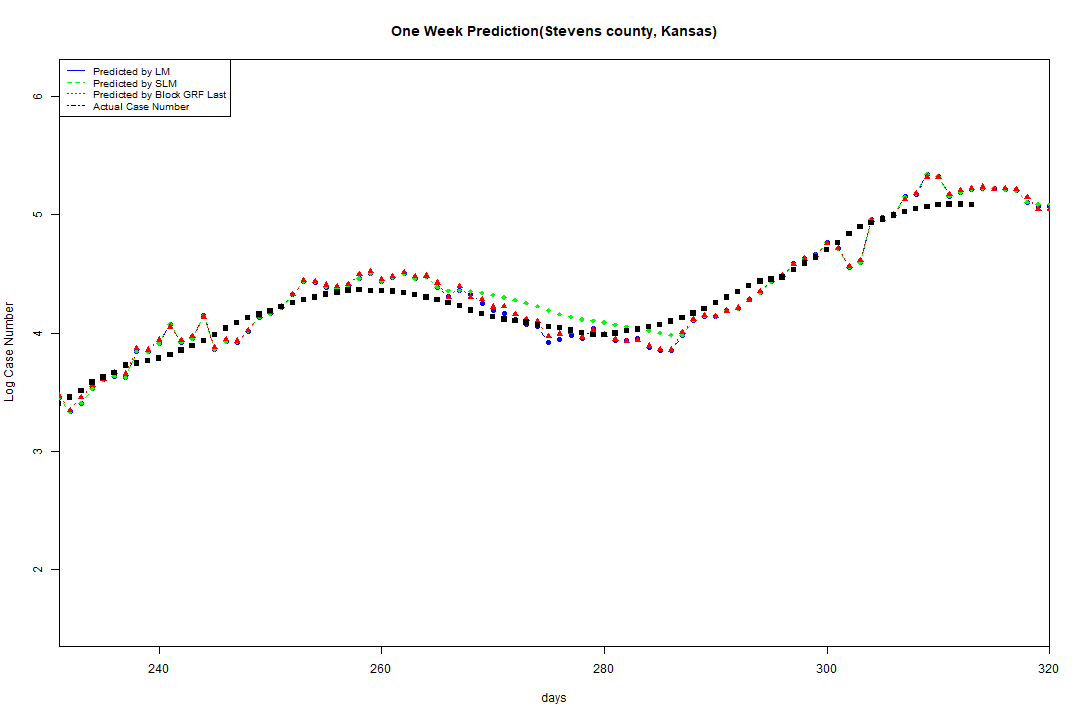 One Week Prediction(Stevens county, Kansas)
Predicted by LM
Predicted by SLM
Predicted by Block GRF Last
Actual Case Number
6
5
4
3
2
Log Case Number
240 260 280 300 320
days